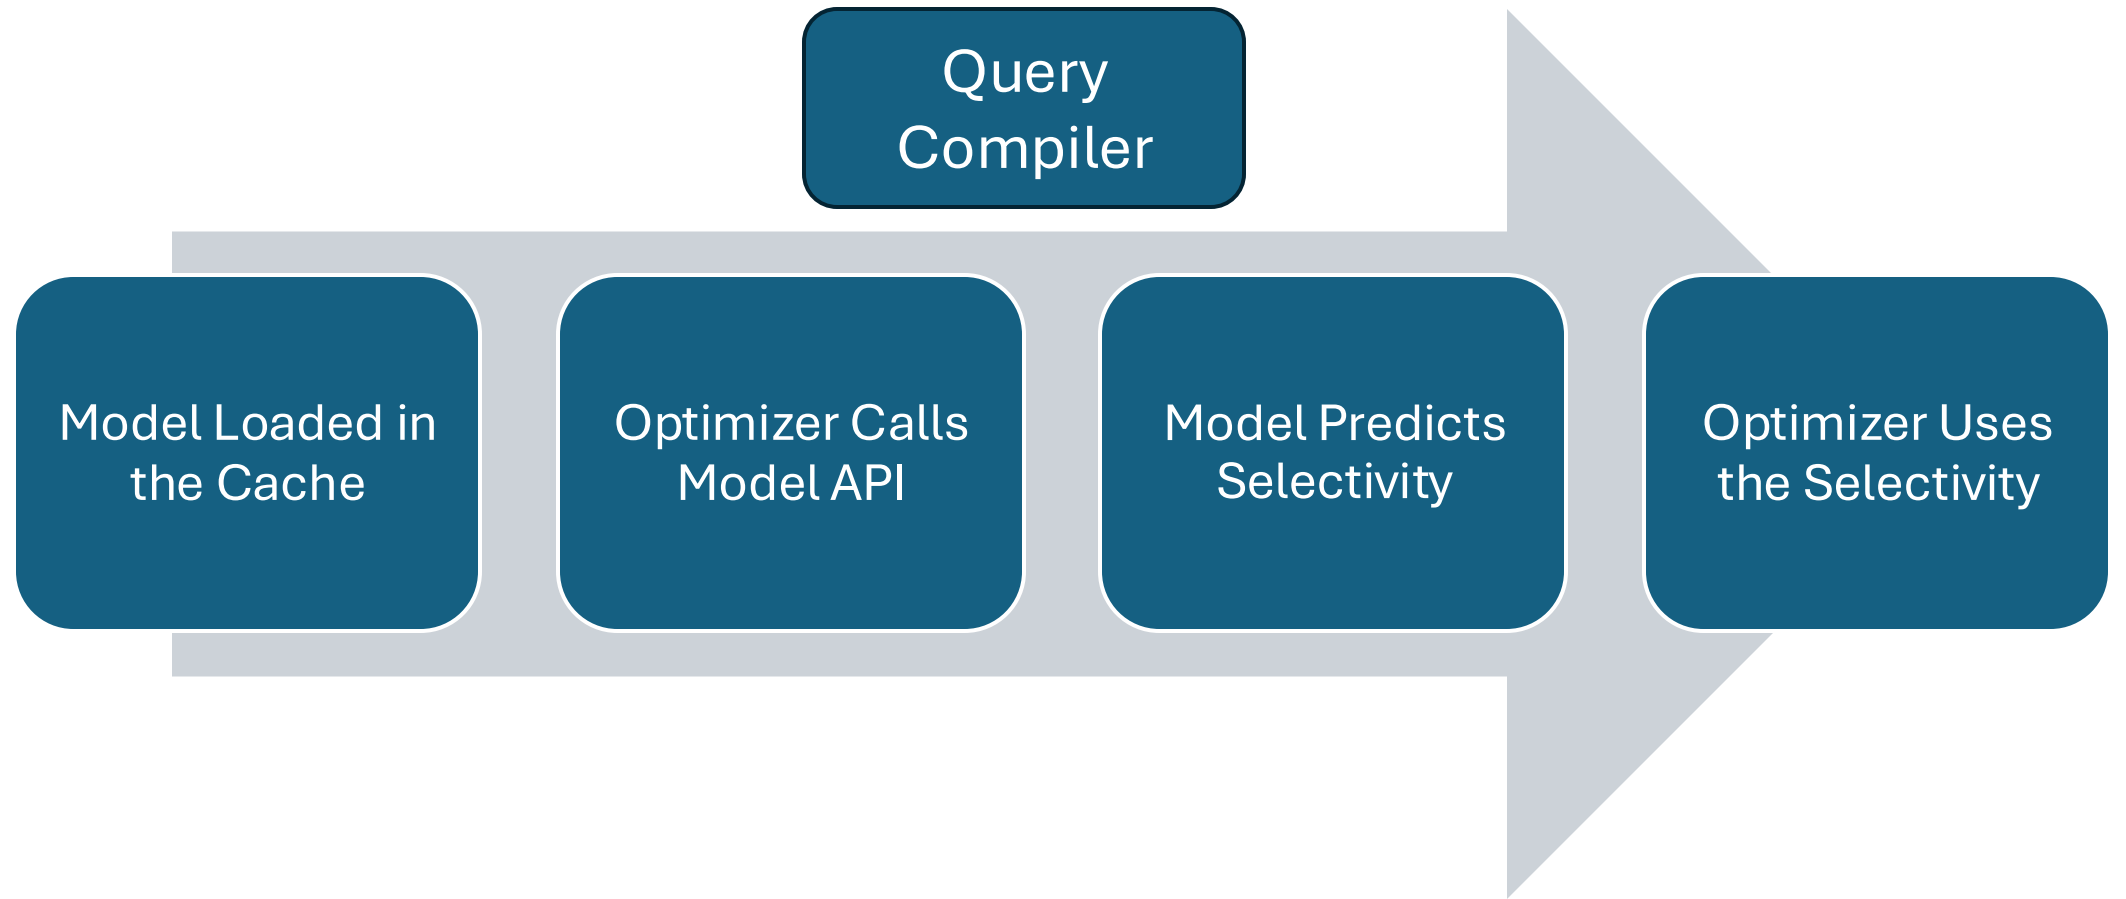 Query
Compiler
Model Loaded in
the Cache
Optimizer Calls
Model API
Model Predicts
Selectivity
Optimizer Uses
the Selectivity